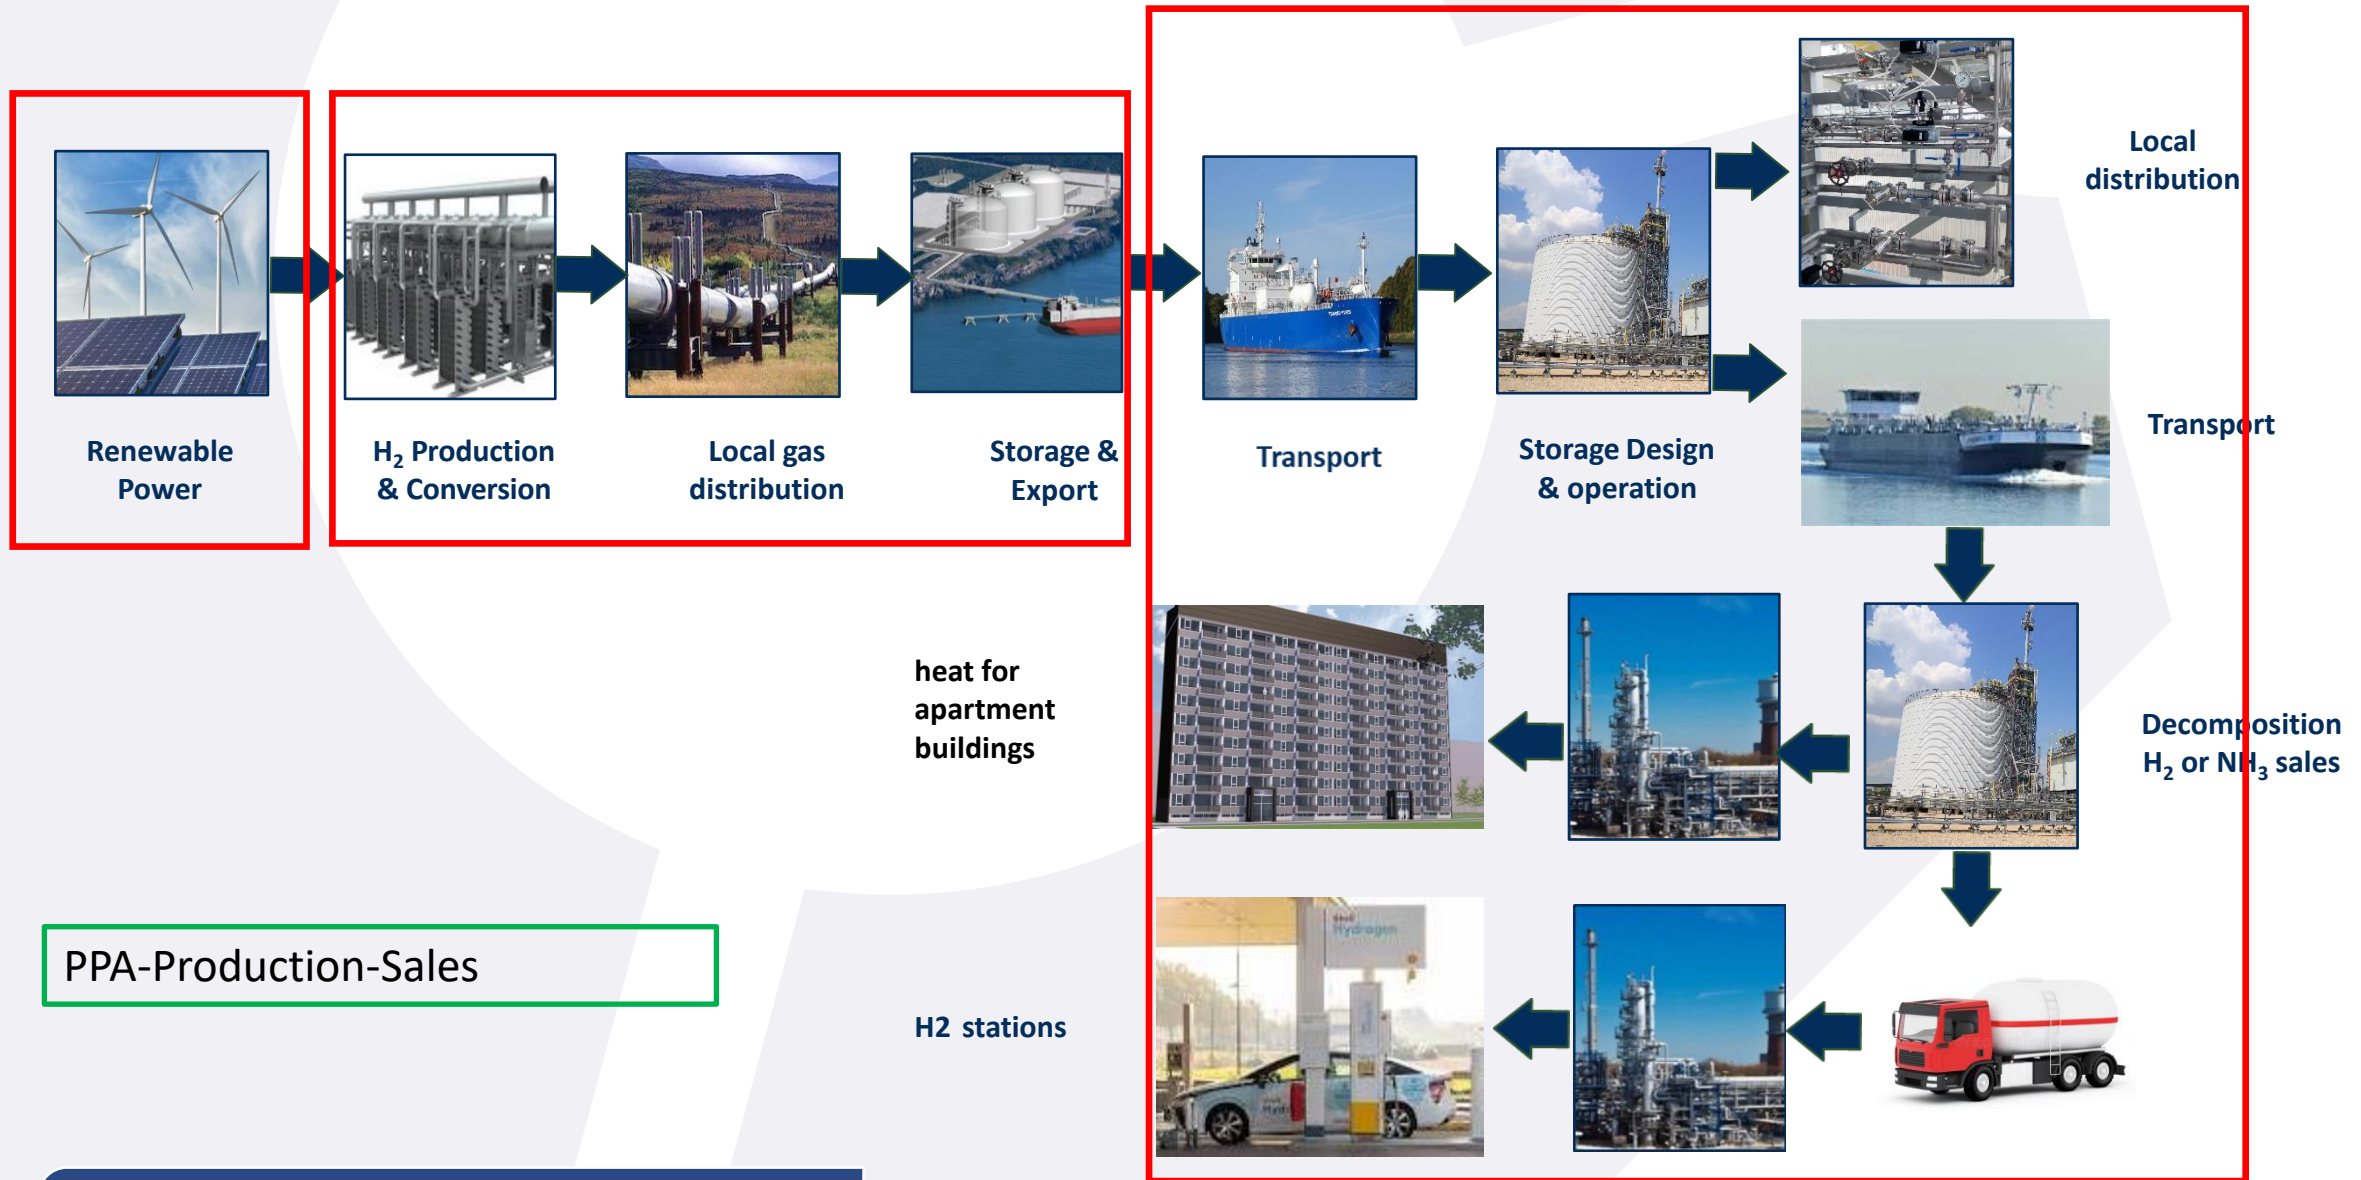 Local
distribution
Renewable
Power
H₂ Production
& Conversion
Local gas
distribution
Storage &
Export
Transport
Storage Design
& operation
Transport
heat for
apartment
buildings
Decomposition
H₂ or NH₃ sales
PPA-Production-Sales
Hydrogen
H2 stations